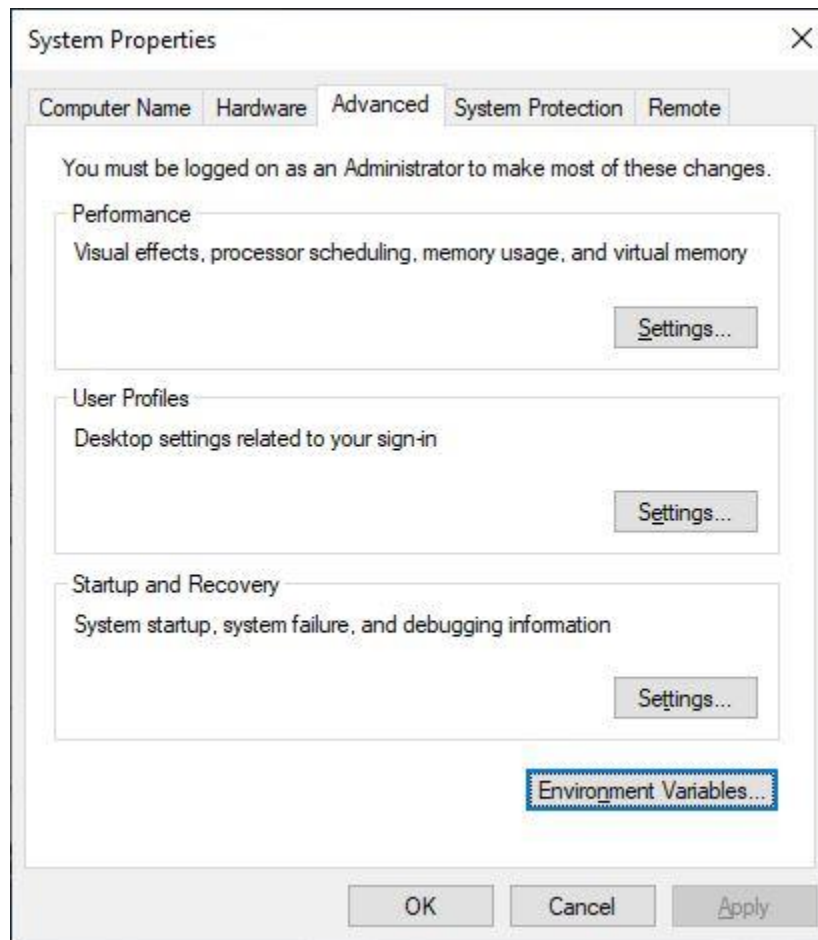 System Properties
Computer Name Hardware Advanced System Protection Remote
You must be logged on as an Administrator to make most of these changes.
Performance
Visual effects, processor scheduling, memory usage, and virtual memory
Settings...
User Profiles
Desktop settings related to your sign-in
Settings...
Startup and Recovery
System startup, system failure, and debugging information
Settings...
Environment Variables...
OK Cancel Apply